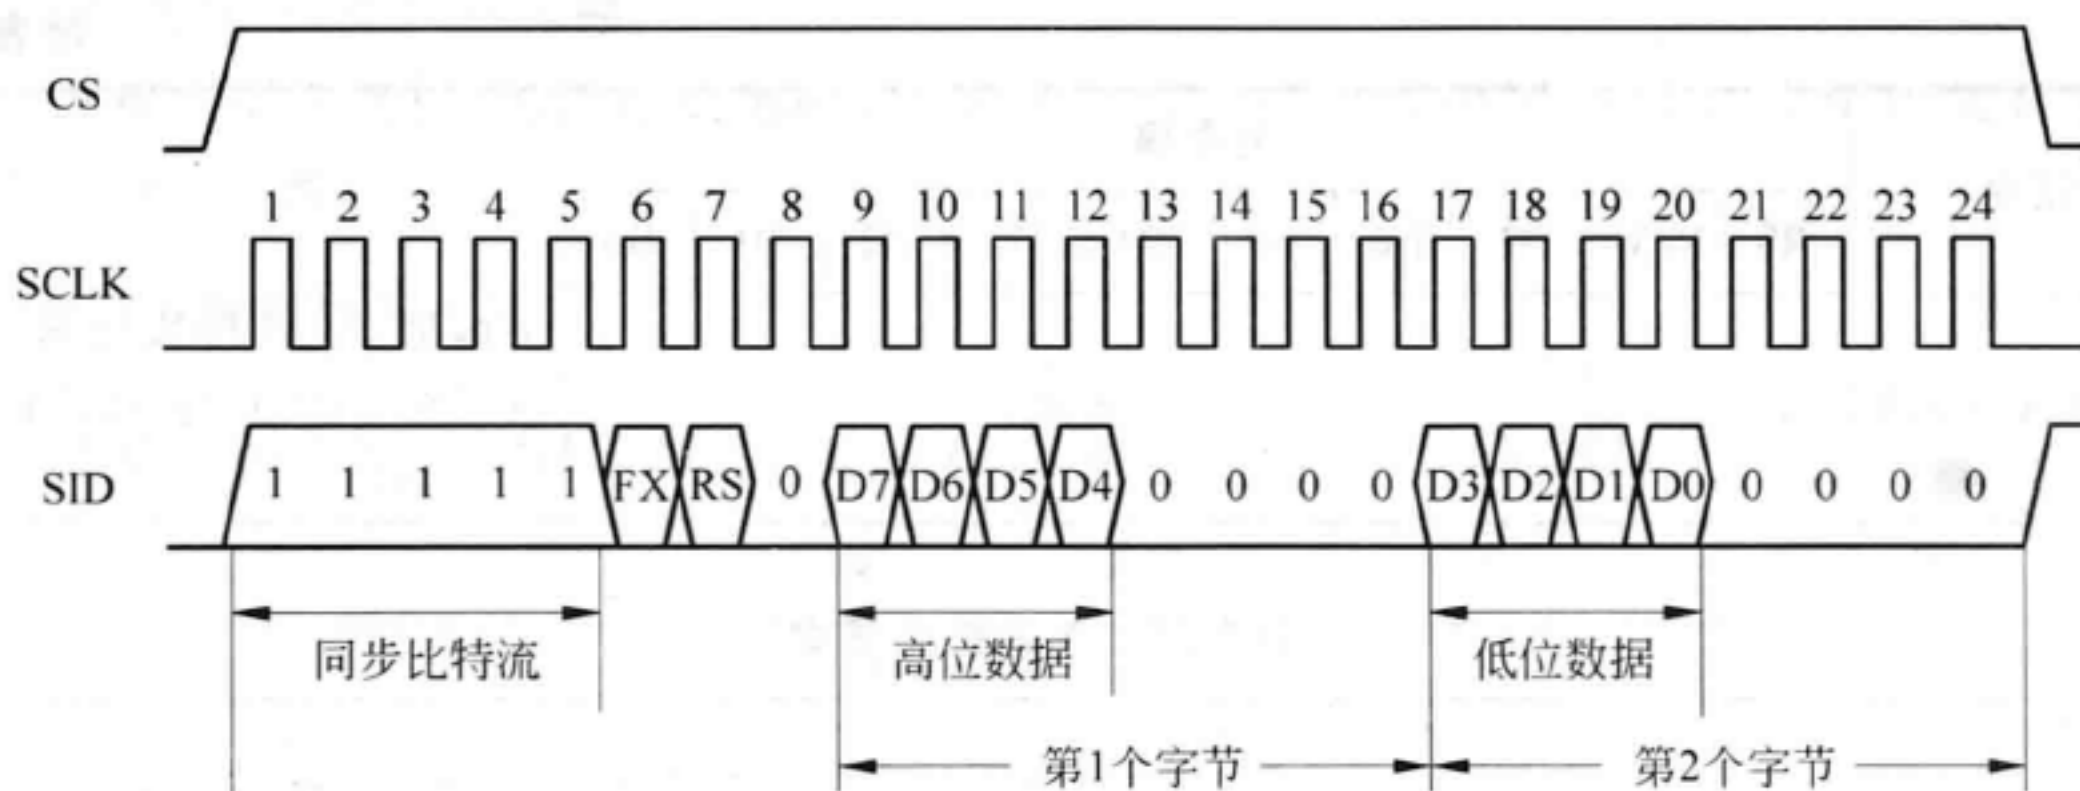 CS
1 2 3 4 5 6 7 8 9 10 11 12 13 14 15 16 17 18 19 20 21 22 23 24
SCLK
SID 1 1 1 1 1 FX RS 0 D7 D6 D5 D4 0 0 0 0 D3 D2 D1 D0 0 0 0 0
同步比特流 高位数据 低位数据
第1个字节 第2个字节